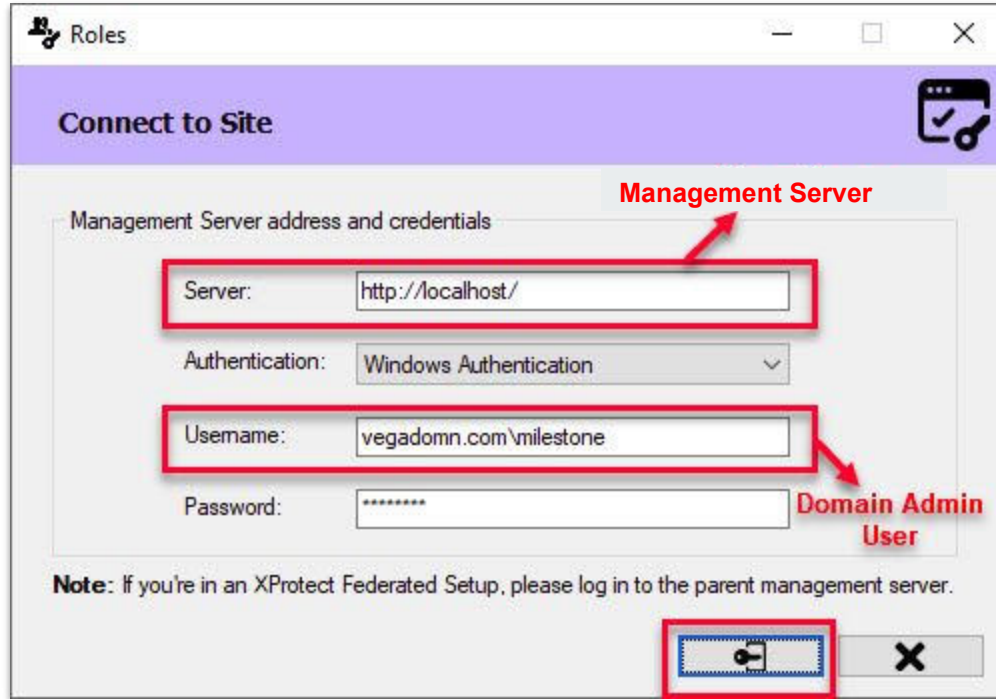 Roles
Connect to Site
Management Server
Management Server address and credentials
Server:
http://localhost/
Authentication:
Windows Authentication
Username:
vegadomn.com\milestone
Password:
********
Domain Admin
User
Note: If you're in an XProtect Federated Setup, please log in to the parent management server.